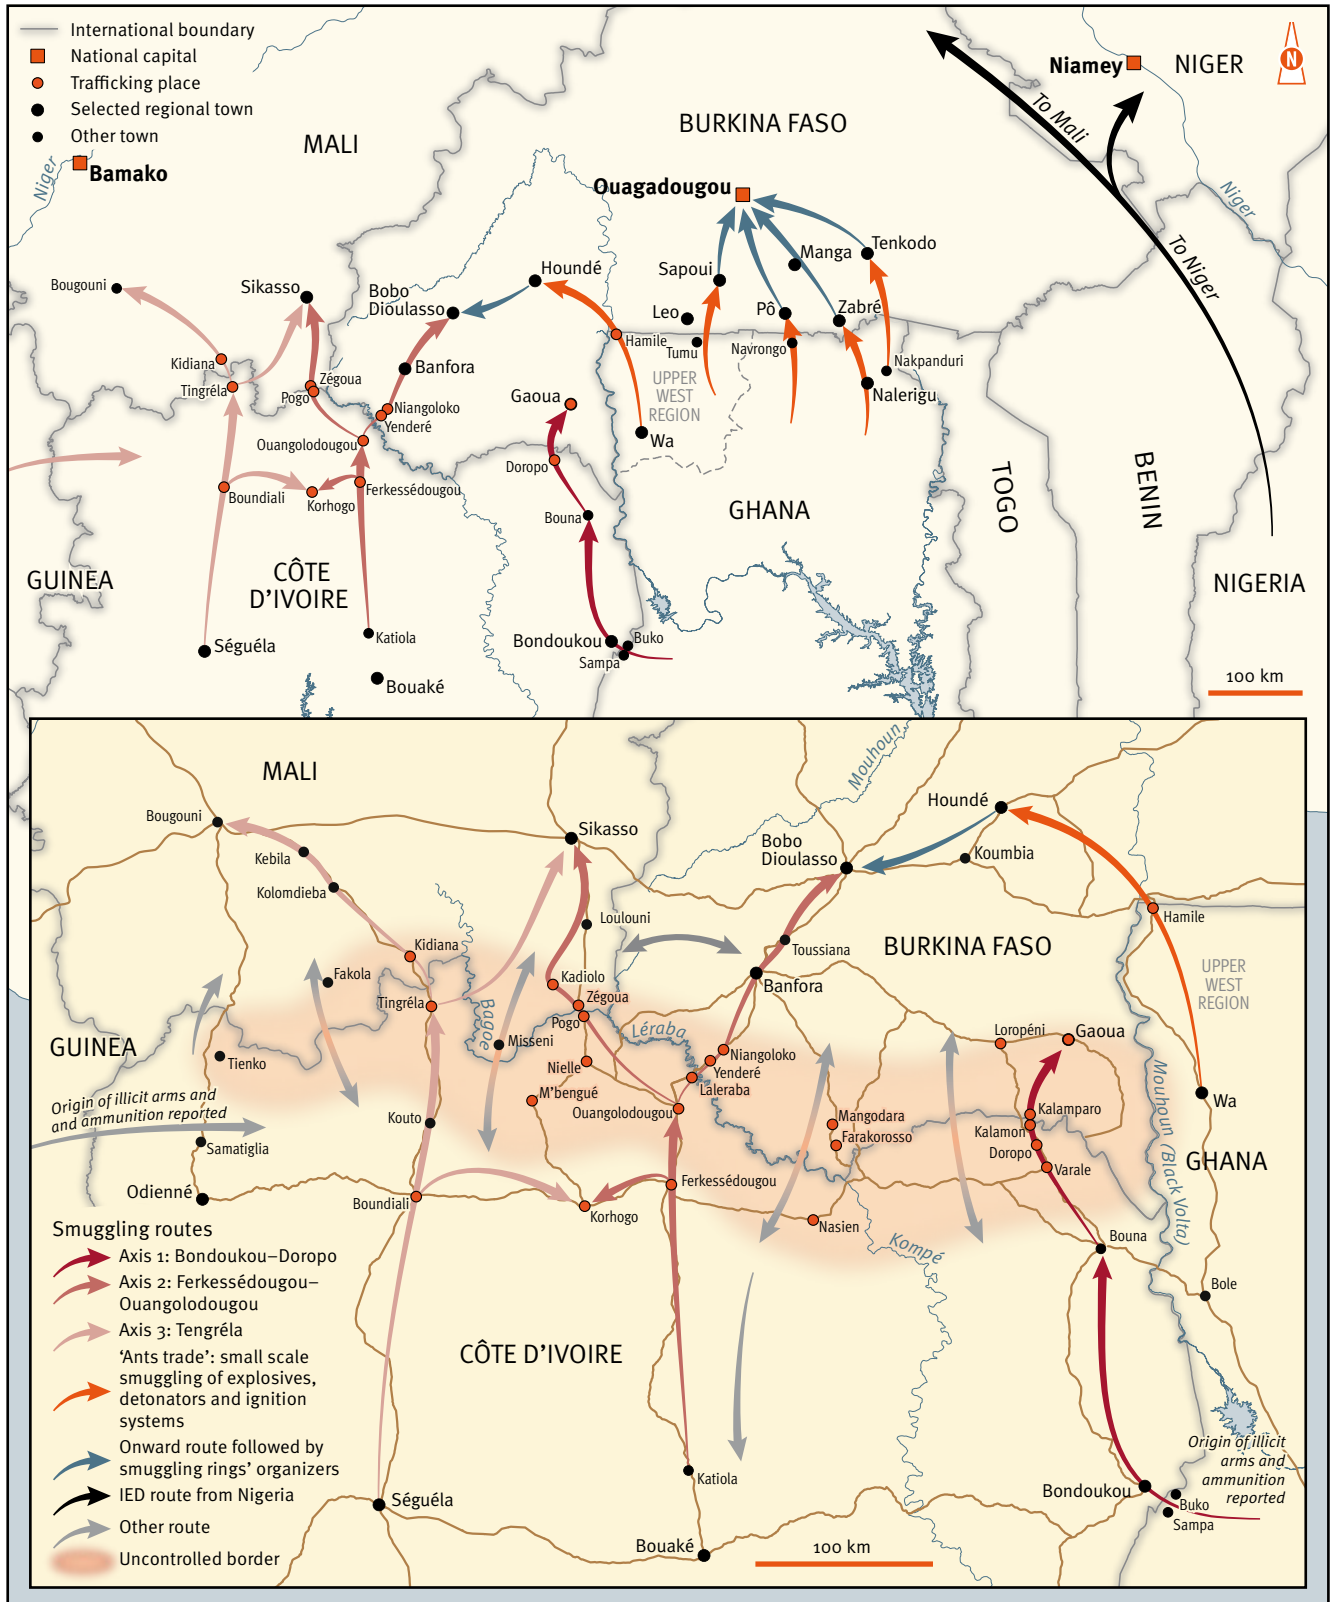 International boundary
National capital
Trafficking place
Selected regional town
Other town
N
MALI
BURKINA FASO
Niamey
NIGER
To Mali
To Niger
Niger
Niger
Bamako
Ouagadougou
Tenkodo
Manga
Sapoui
Houndé
Bobo
Dioulasso
Sikasso
Bougouni
Leo
Pô
Zabré
Hamile
Tumu
Navrongo
Nakpanduri
Nalerigu
UPPER
WEST
REGION
Kidiana
Tingréla
Zégoua
Pogo
Banfora
Niangoloko
Yenderé
Gaoua
Wa
Ouangolodougou
Doropo
Boundiali
Korhogo
Ferkessédougou
Bouna
GHANA
TOGO
BENIN
NIGERIA
GUINEA
CÔTE
D’IVOIRE
Séguéla
Katiola
Bouaké
Bondoukou
Buko
Sampa
100 km
MALI
Mouhoun
Bougouni
Sikasso
Houndé
Bobo
Dioulasso
Koumbia
Kebila
Kolomdieba
Loulouni
Toussiana
BURKINA FASO
Hamile
Kidiana
Fakola
Kadiolo
Banfora
UPPER
WEST
REGION
Tingréla
Zégoua
Pogo
Bagoe
Misseni
Léraba
Loropéni
Gaoua
GUINEA
Tienko
Nielle
Niangoloko
Yenderé
Laleraba
M’bengué
Ouangolodougou
Mangodara
Farakorosso
Kalamparo
Kalamon
Doropo
Varale
Mouhoun (Black Volta)
Wa
GHANA
Origin of illicit arms
and ammunition reported
Kouto
Samatiglia
Odienné
Boundiali
Korhogo
Ferkessédougou
Nasien
Kompé
Bouna
Bole
Smuggling routes
Axis 1: Bondoukou–Doropo
Axis 2: Ferkessédougou–
Ouangolodougou
Axis 3: Tengréla
‘Ants trade’: small scale
smuggling of explosives,
detonators and ignition
systems
Onward route followed by
smuggling rings’ organizers
IED route from Nigeria
Other route
Uncontrolled border
CÔTE D’IVOIRE
Katiola
Séguéla
Bouaké
100 km
Origin of illicit
arms and
ammunition
reported
Bondoukou
Buko
Sampa